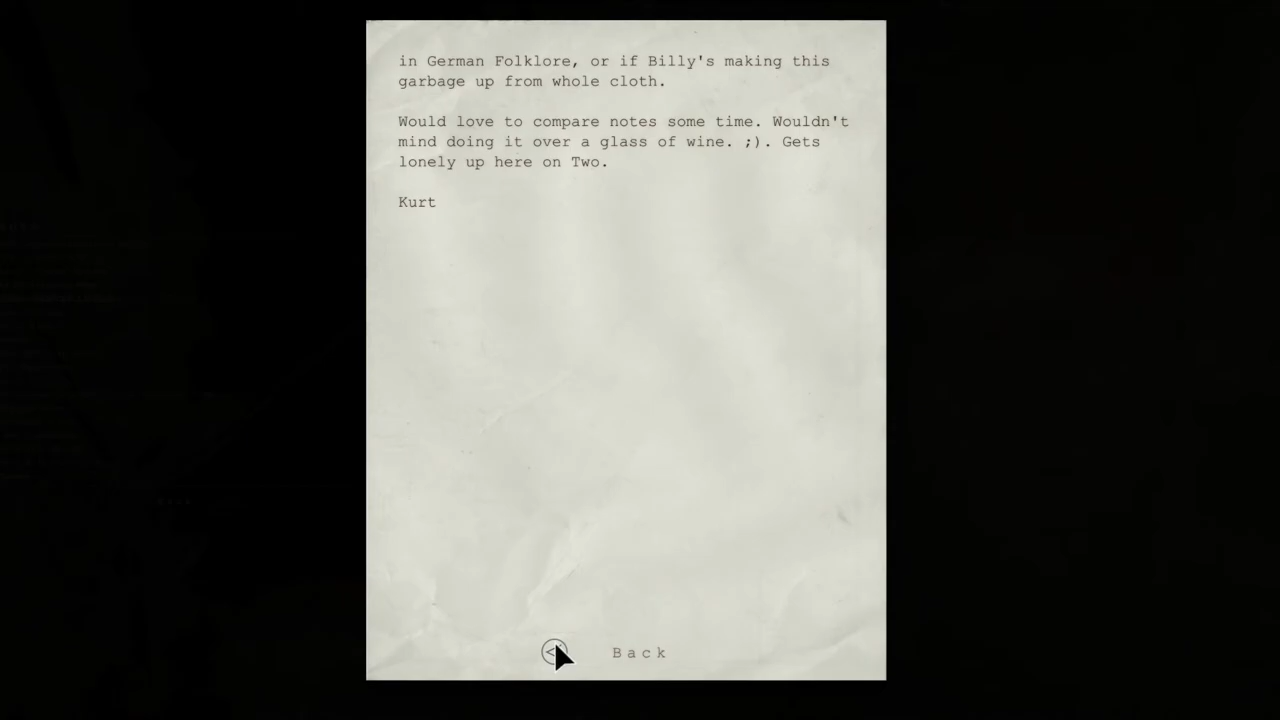 in German Folklore, or if Billy's making this
garbage up from whole cloth.
Would love to compare notes some time. Wouldn't
mind doing it over a glass of wine. ;). Gets
lonely up here on Two.
Kurt
Back